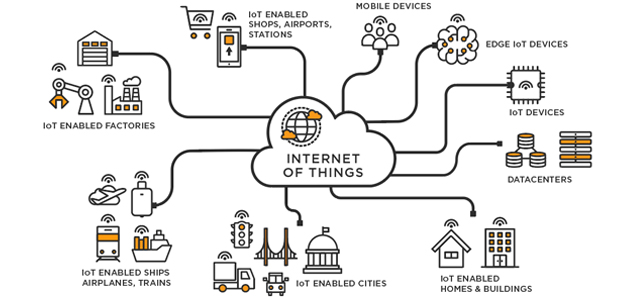 IoT ENABLED
SHOPS, AIRPORTS,
STATIONS
MOBILE DEVICES
EDGE IoT DEVICES
IoT DEVICES
IoT ENABLED FACTORIES
INTERNET
OF THINGS
DATACENTERS
IoT ENABLED SHIPS
AIRPLANES, TRAINS
IoT ENABLED CITIES
IoT ENABLED
HOMES & BUILDINGS